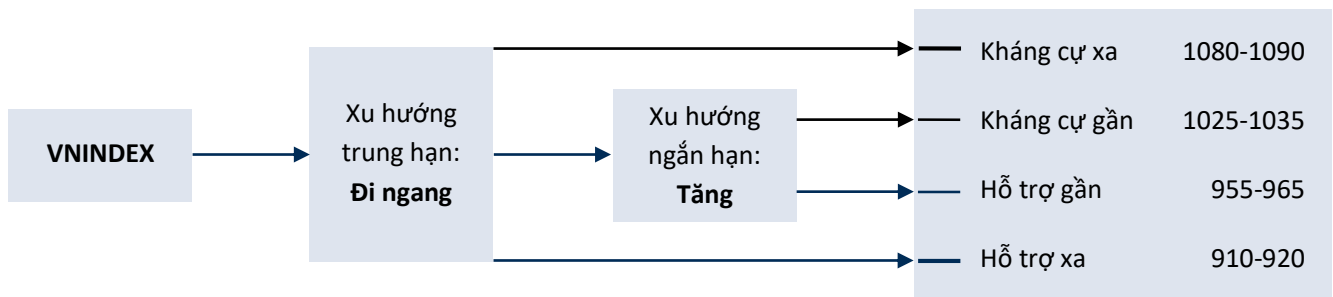 VNINDEX
Xu hướng
trung hạn:
Đi ngang
Xu hướng
ngắn hạn:
Tăng
Kháng cự xa 1080-1090
Kháng cự gần 1025-1035
Hỗ trợ gần 955-965
Hỗ trợ xa 910-920